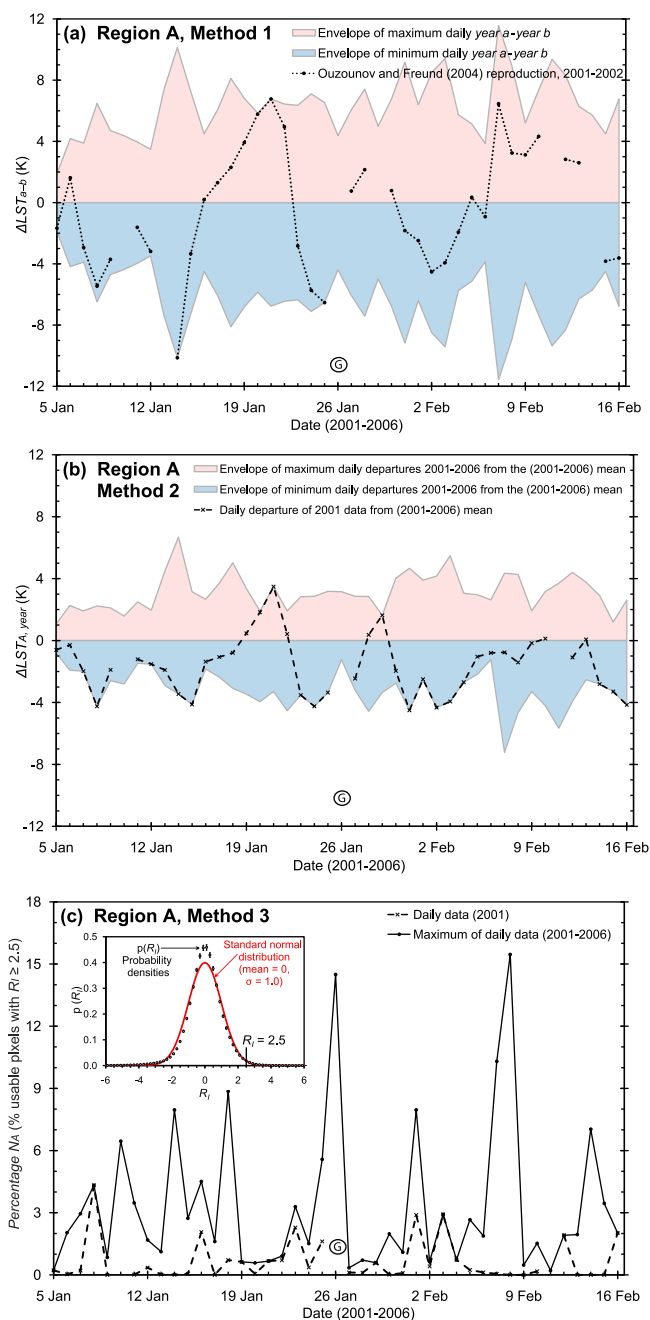 (a) Region A, Method 1
Envelope of maximum daily year a-year b
Envelope of minimum daily year a-year b
Ouzounov and Freund (2004) reproduction, 2001-2002
12
8
4
0
-4
-8
-12
ΔLSTa-b (K)
G
5 Jan 12 Jan 19 Jan 26 Jan 2 Feb 9 Feb 16 Feb
Date (2001-2006)
(b) Region A
Method 2
Envelope of maximum daily departures 2001-2006 from the (2001-2006) mean
Envelope of minimum daily departures 2001-2006 from the (2001-2006) mean
Daily departure of 2001 data from (2001-2006) mean
12
8
4
0
-4
-8
-12
ΔLSTA, year (K)
G
5 Jan 12 Jan 19 Jan 26 Jan 2 Feb 9 Feb 16 Feb
Date (2001-2006)
(c) Region A, Method 3
Daily data (2001)
Maximum of daily data (2001-2006)
18
15
12
9
6
3
0
Percentage NA (% usable pixels with RI ≥ 2.5)
p(RI)
Probability
densities
Standard normal
distribution
(mean = 0,
σ = 1.0)
RI = 2.5
0.5
0.4
0.3
0.2
0.1
0.0
p (RI)
-6 -4 -2 0 2 4 6
RI
G
5 Jan 12 Jan 19 Jan 26 Jan 2 Feb 9 Feb 16 Feb
Date (2001-2006)